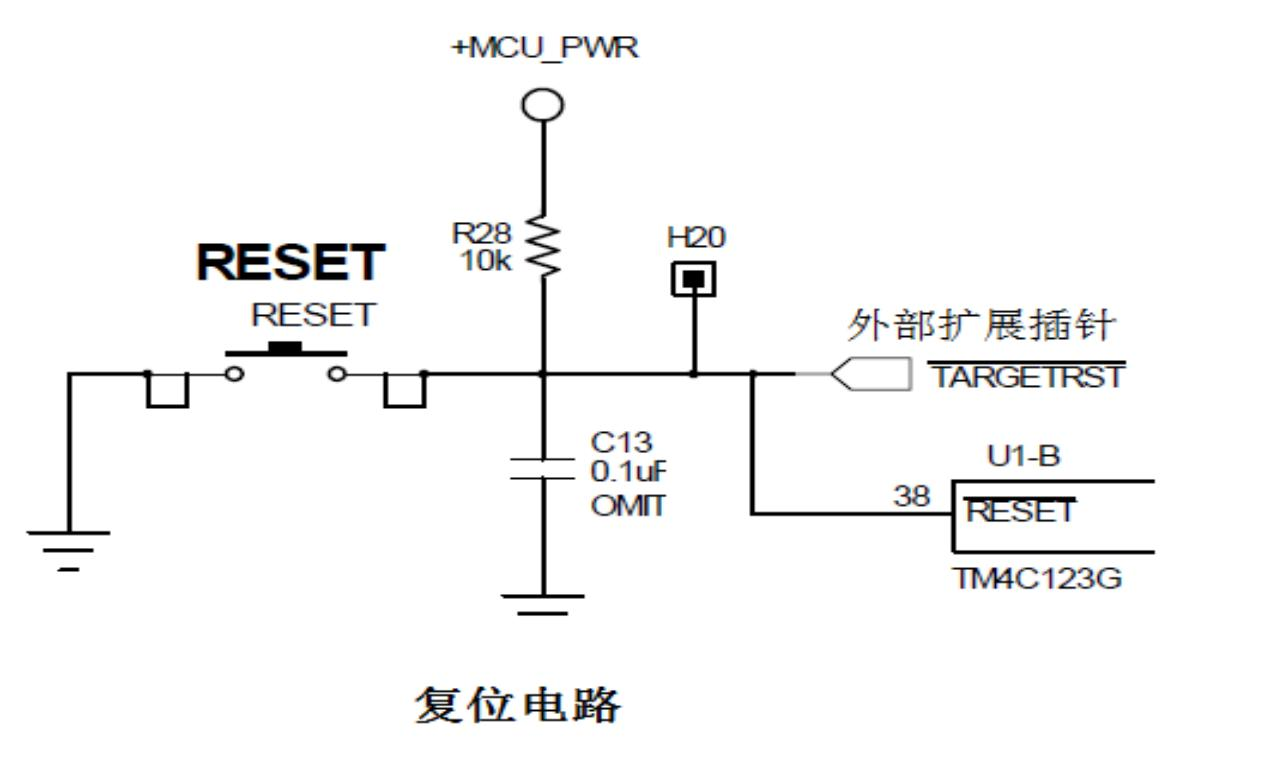 +MCU_PWR
R28
10k
H20
RESET
RESET
外部扩展插针
TARGETRST
C13
0.1uF
OMIT
U1-B
38
RESET
TM4C123G
复位电路